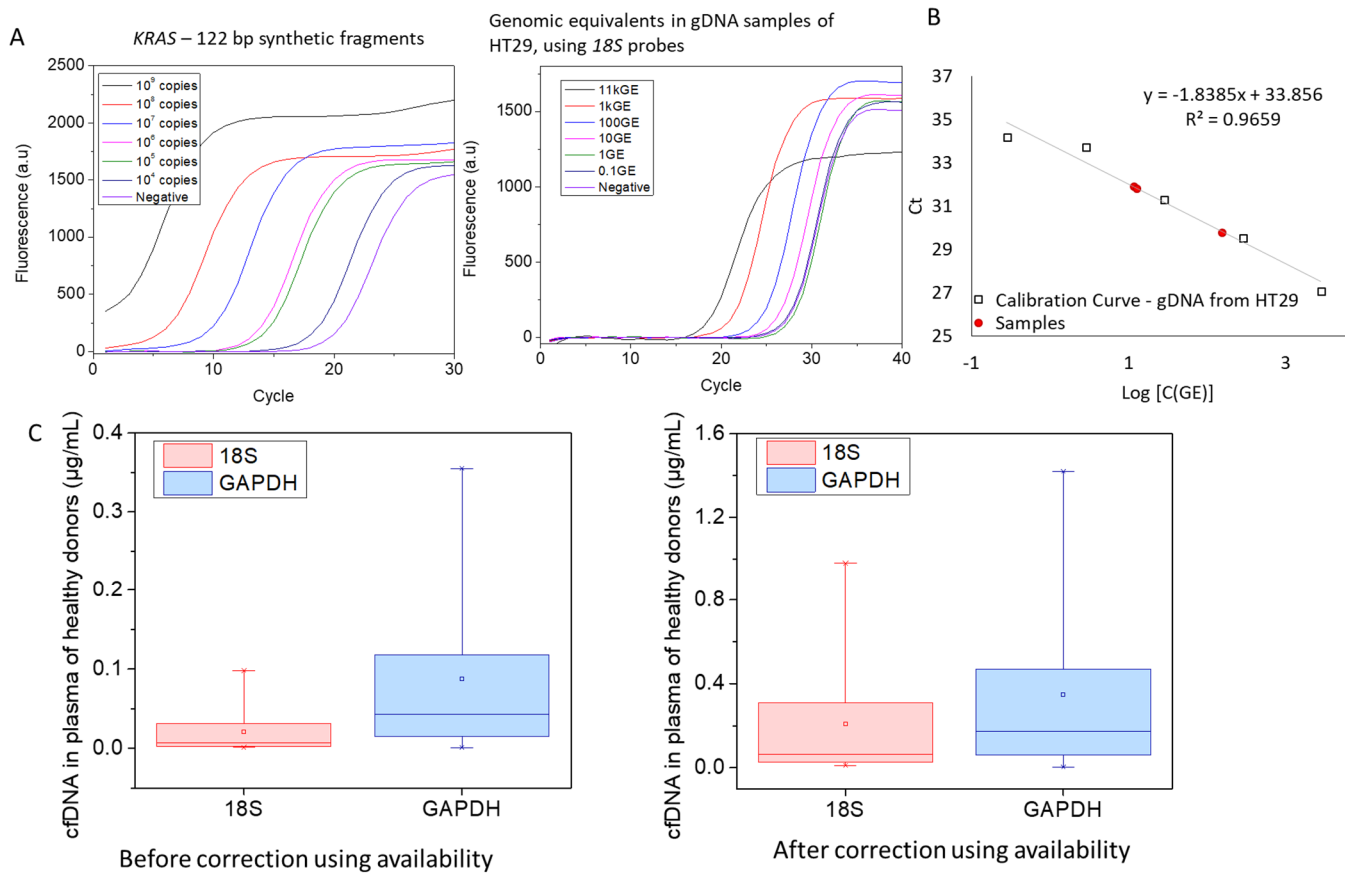 A
KRAS – 122 bp synthetic fragments
2500
2000
1500
1000
500
0
Fluorescence (a.u)
10⁹ copies
10⁸ copies
10⁷ copies
10⁶ copies
10⁵ copies
10⁴ copies
Negative
0
10
20
30
Cycle
Genomic equivalents in gDNA samples of
HT29, using 18S probes
1500
1000
500
0
Fluorescence (a.u)
11kGE
1kGE
100GE
10GE
1GE
0.1GE
Negative
0
10
20
30
40
Cycle
B
37
35
33
31
29
27
25
Ct
y = -1.8385x + 33.856
R² = 0.9659
Calibration Curve - gDNA from HT29
Samples
-1
1
3
Log [C(GE)]
C
0.4
0.3
0.2
0.1
0.0
cfDNA in plasma of healthy donors (µg/mL)
18S
GAPDH
18S
GAPDH
Before correction using availability
1.6
1.2
0.8
0.4
0.0
cfDNA in plasma of healthy donors (µg/mL)
18S
GAPDH
18S
GAPDH
After correction using availability